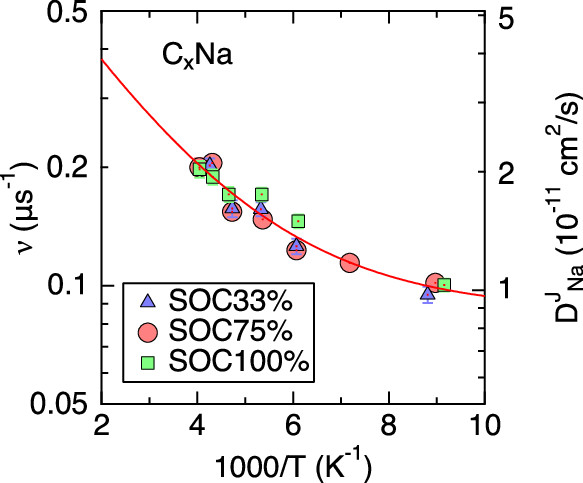 0.5
0.2
0.1
0.05
ν (μs⁻¹)
CₓNa
SOC33%
SOC75%
SOC100%
2
4
6
8
10
1000/T (K⁻¹)
5
2
1
Dᴶ_Na (10⁻¹¹ cm²/s)